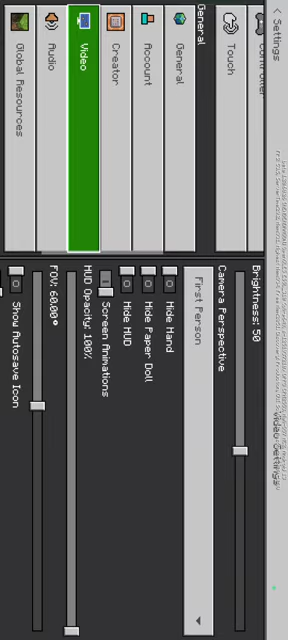 Settings
Video Settings
Controller
Touch
General
General
Account
Creator
Video
Audio
Global Resources
Brightness: 50
Camera Perspective
First Person
Hide Hand
Hide Paper Doll
Hide HUD
Screen Animations
HUD Opacity: 100%
FOV: 60.00°
Show Autosave Icon